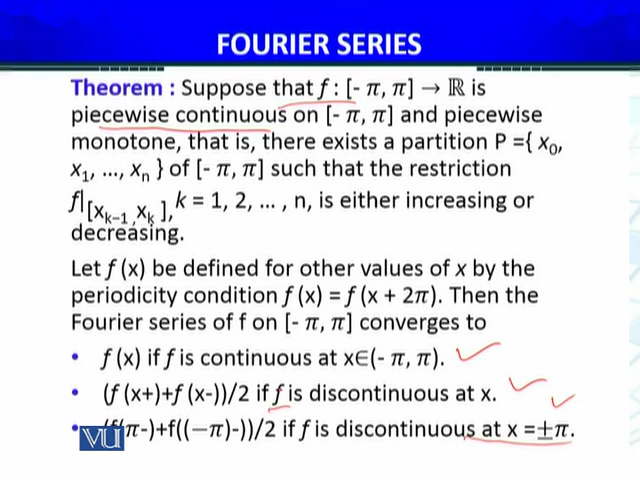 FOURIER SERIES
Theorem : Suppose that f : [- π, π] → ℝ is
piecewise continuous on [- π, π] and piecewise
monotone, that is, there exists a partition P ={ x₀,
x₁, ..., xₙ } of [- π, π] such that the restriction
f|[xₖ₋₁ ,xₖ ], k = 1, 2, ... , n, is either increasing or
decreasing.
Let f (x) be defined for other values of x by the
periodicity condition f (x) = f (x + 2π). Then the
Fourier series of f on [- π, π] converges to
• f (x) if f is continuous at x∈(- π, π).
• (f (x+)+f (x-))/2 if f is discontinuous at x.
• π-)+f((−π)-))/2 if f is discontinuous at x =±π.
VU